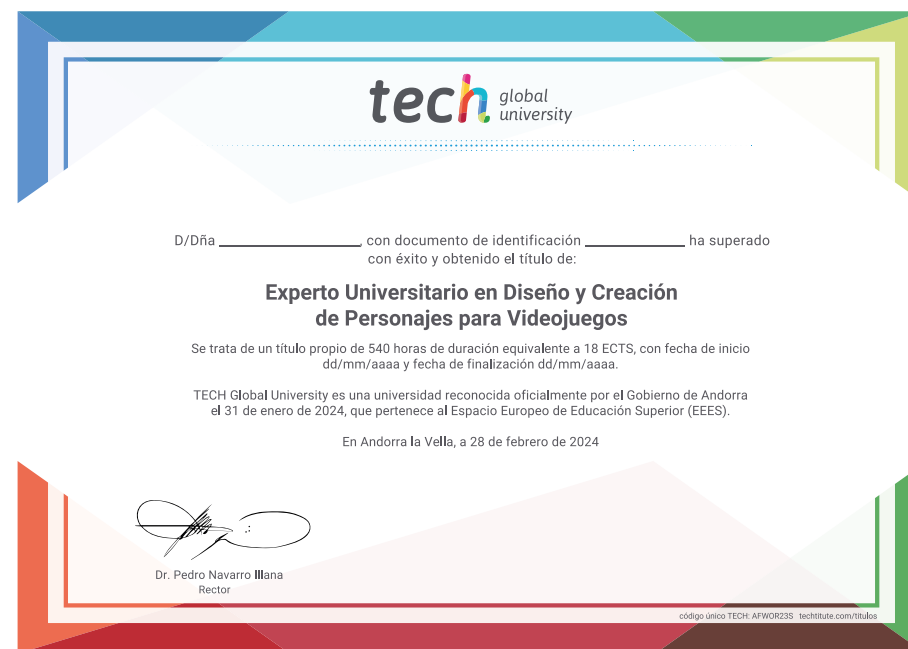 tech global university
D/Dña ____________________, con documento de identificación ______________ ha superado
con éxito y obtenido el título de:
Experto Universitario en Diseño y Creación
de Personajes para Videojuegos
Se trata de un título propio de 540 horas de duración equivalente a 18 ECTS, con fecha de inicio
dd/mm/aaaa y fecha de finalización dd/mm/aaaa.
TECH Global University es una universidad reconocida oficialmente por el Gobierno de Andorra
el 31 de enero de 2024, que pertenece al Espacio Europeo de Educación Superior (EEES).
En Andorra la Vella, a 28 de febrero de 2024
Dr. Pedro Navarro Illana
Rector
código único TECH: AFWOR23S techtitute.com/titulos